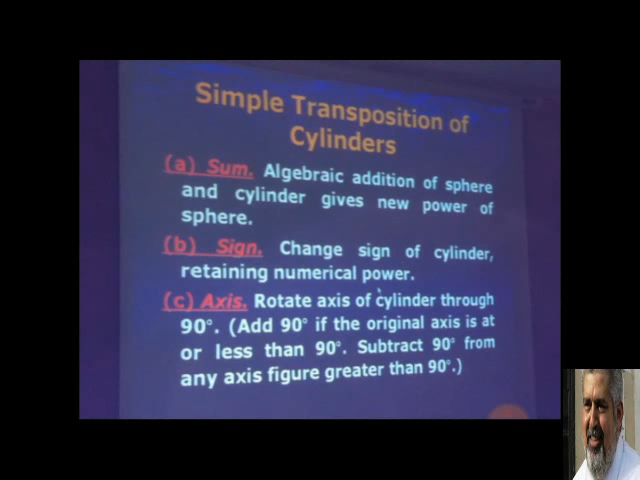 Simple Transposition of
Cylinders
(a) Sum. Algebraic addition of sphere
and cylinder gives new power of
sphere.
(b) Sign. Change sign of cylinder,
retaining numerical power.
(c) Axis. Rotate axis of cylinder through
90°. (Add 90° if the original axis is at
or less than 90°. Subtract 90° from
any axis figure greater than 90°.)